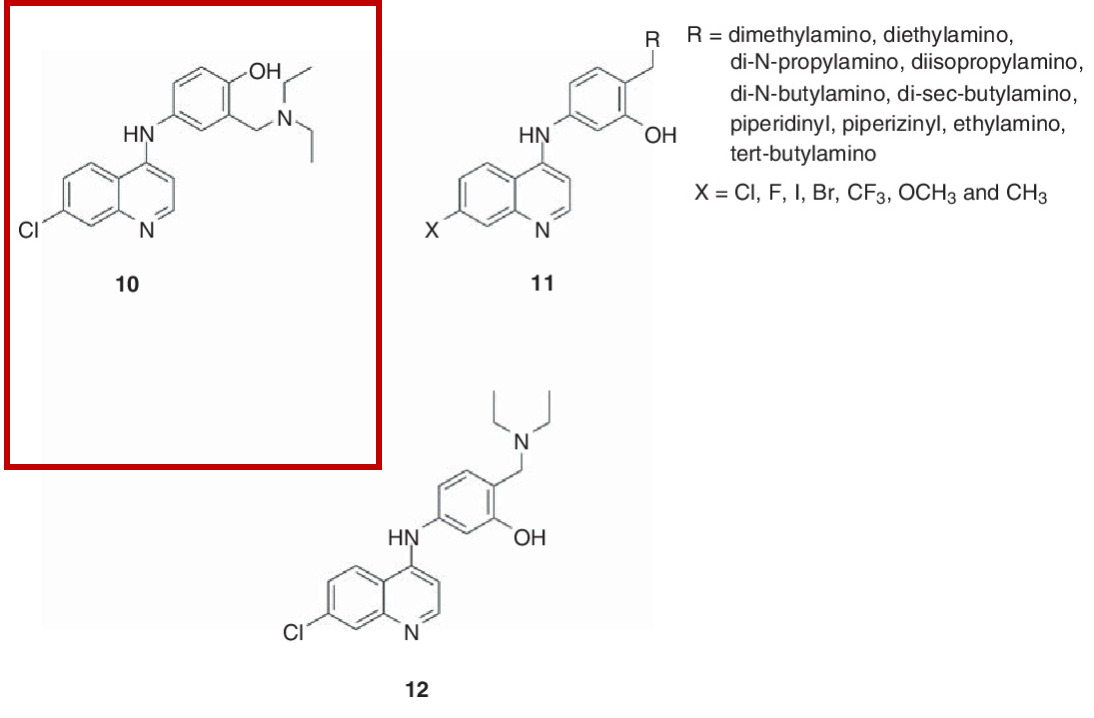 OH
N
HN
Cl
N
10
R
OH
HN
X
N
11
R = dimethylamino, diethylamino,
di-N-propylamino, diisopropylamino,
di-N-butylamino, di-sec-butylamino,
piperidinyl, piperizinyl, ethylamino,
tert-butylamino
X = Cl, F, I, Br, CF₃, OCH₃ and CH₃
N
OH
HN
Cl
N
12